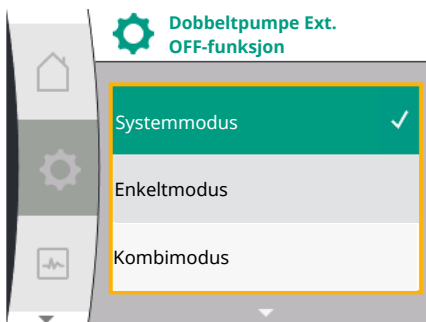 Dobbeltpumpe Ext.
OFF-funksjon
Systemmodus
Enkeltmodus
Kombimodus